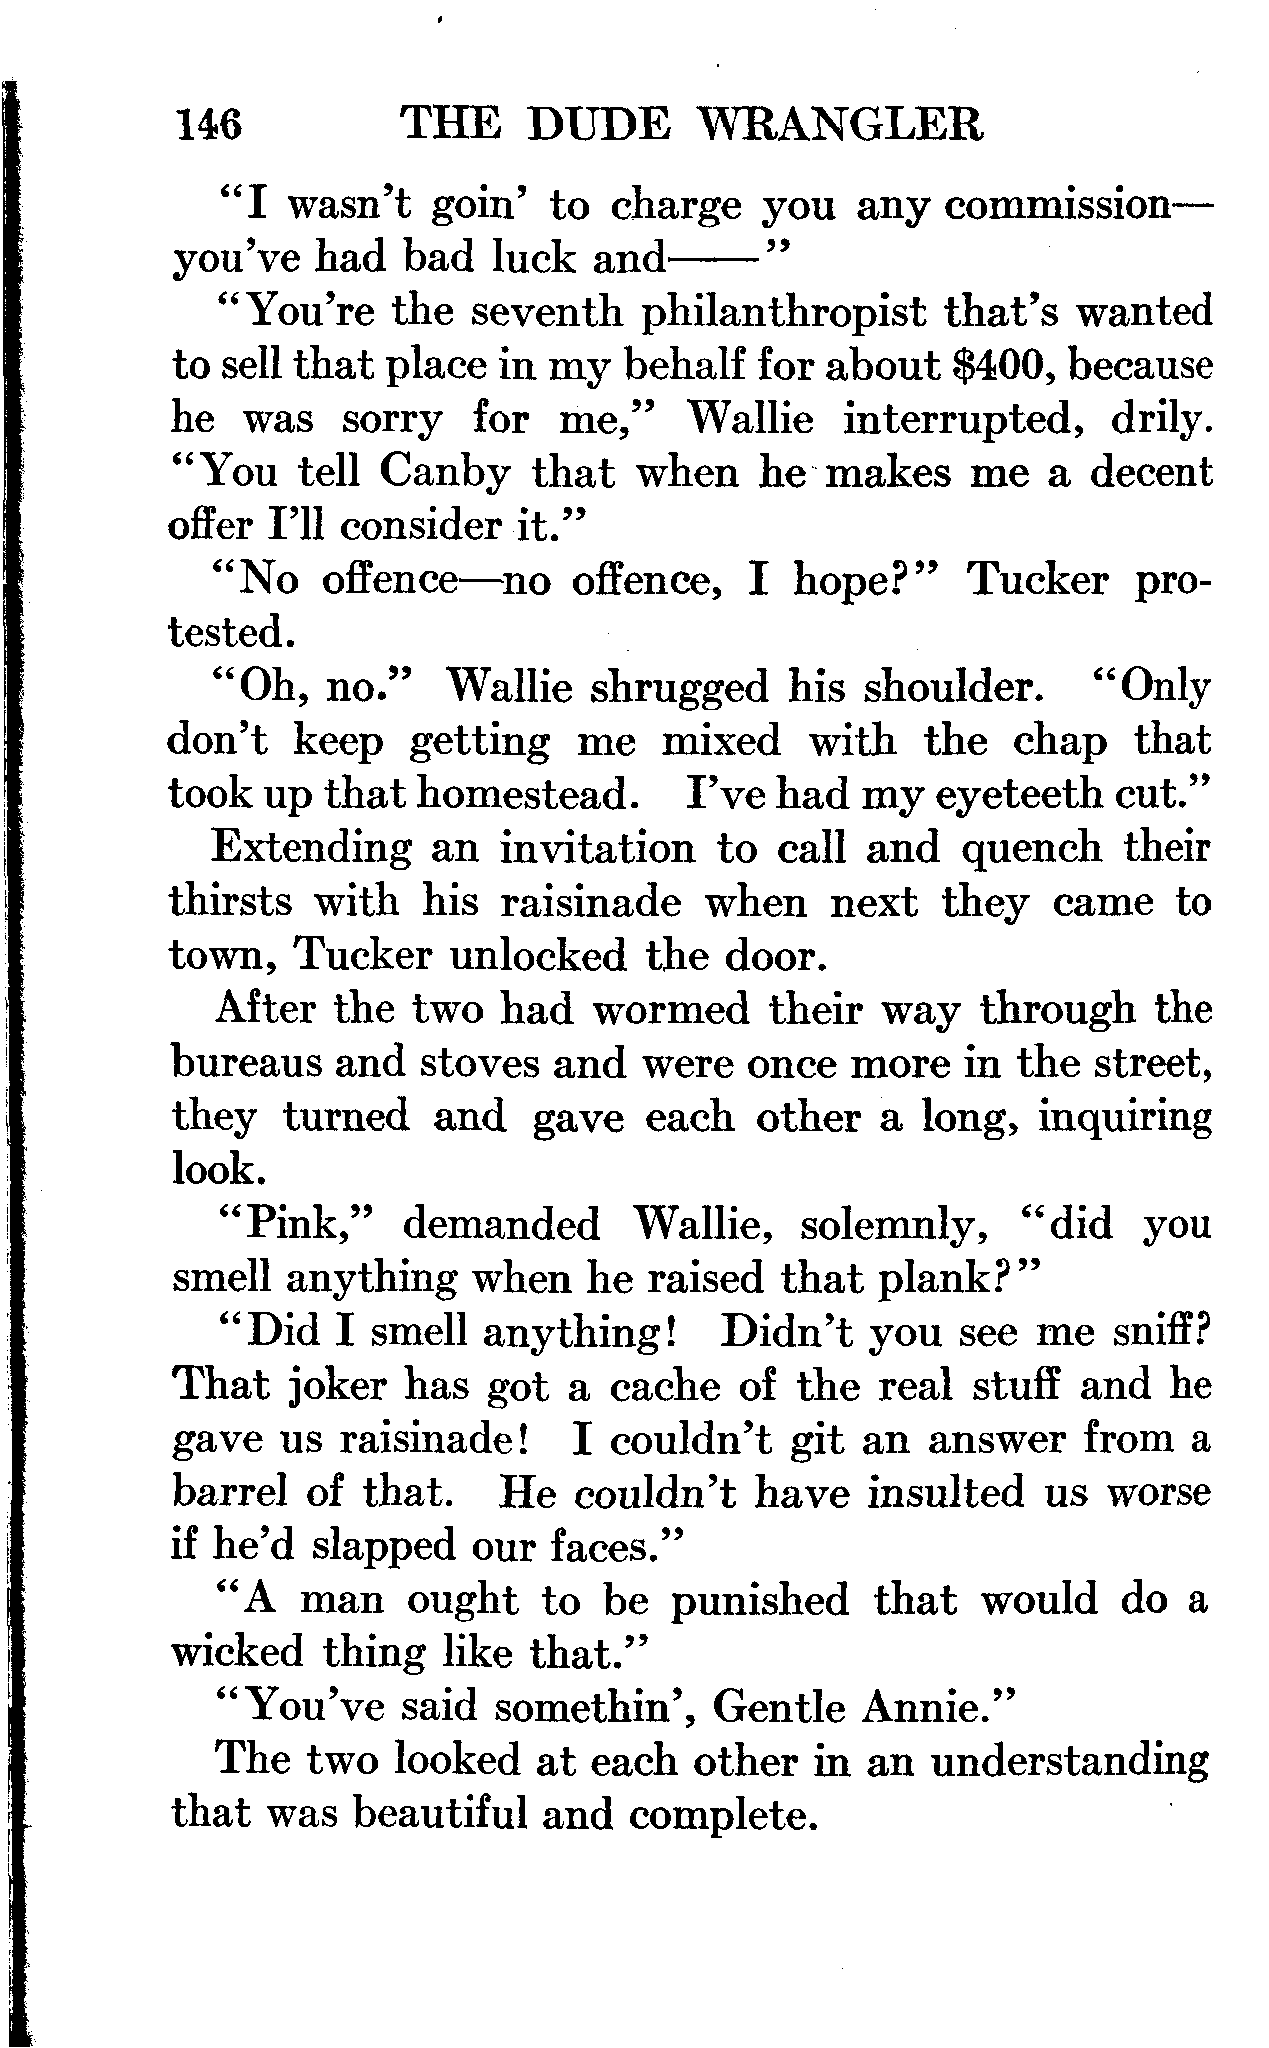 146 THE DUDE WRANGLER
"I wasn't goin' to charge you any commission—
you've had bad luck and——"
"You're the seventh philanthropist that's wanted
to sell that place in my behalf for about $400, because
he was sorry for me," Wallie interrupted, drily.
"You tell Canby that when he makes me a decent
offer I'll consider it."
"No offence—no offence, I hope?" Tucker pro-
tested.
"Oh, no." Wallie shrugged his shoulder. "Only
don't keep getting me mixed with the chap that
took up that homestead. I've had my eyeteeth cut."
Extending an invitation to call and quench their
thirsts with his raisinade when next they came to
town, Tucker unlocked the door.
After the two had wormed their way through the
bureaus and stoves and were once more in the street,
they turned and gave each other a long, inquiring
look.
"Pink," demanded Wallie, solemnly, "did you
smell anything when he raised that plank?"
"Did I smell anything! Didn't you see me sniff?
That joker has got a cache of the real stuff and he
gave us raisinade! I couldn't git an answer from a
barrel of that. He couldn't have insulted us worse
if he'd slapped our faces."
"A man ought to be punished that would do a
wicked thing like that."
"You've said somethin', Gentle Annie."
The two looked at each other in an understanding
that was beautiful and complete.